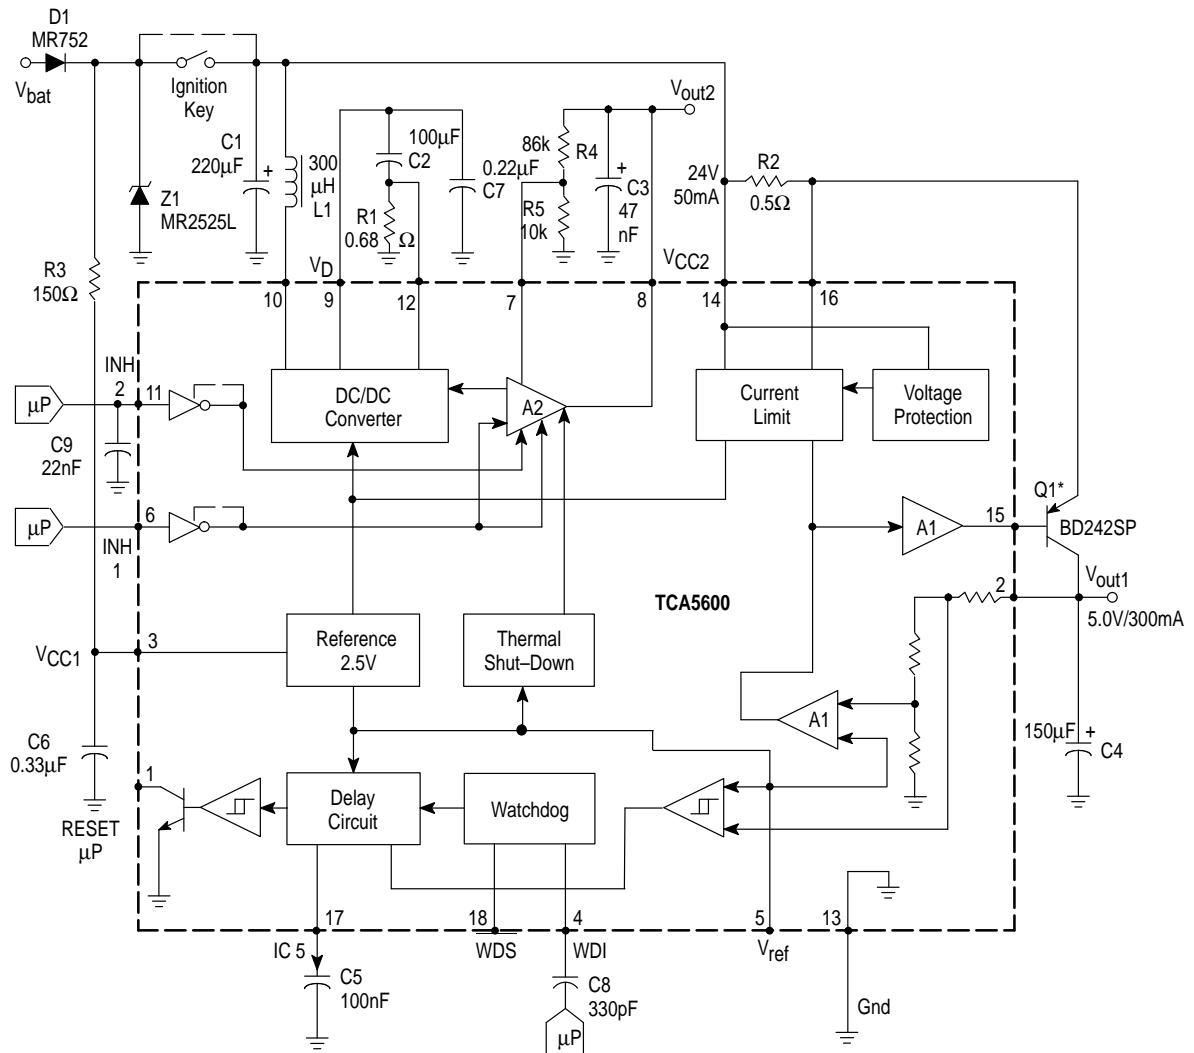 D1
MR752
Vbat
Ignition
Key
C1
220µF
+
Z1
MR2525L
300
µH
L1
100µF
C2
R1
0.68 Ω
0.22µF
C7
86k
R4
R5
10k
+
C3
47
nF
Vout2
24V
50mA
R2
0.5Ω
R3
150Ω
VD
VCC2
10
9
12
7
8
14
16
INH
2
11
µP
C9
22nF
DC/DC
Converter
A2
Current
Limit
Voltage
Protection
µP
6
INH
1
A1
15
Q1*
BD242SP
TCA5600
2
Vout1
5.0V/300mA
VCC1
3
Reference
2.5V
Thermal
Shut–Down
A1
150µF
+
C4
C6
0.33µF
1
RESET
µP
Delay
Circuit
Watchdog
17
18
4
5
13
IC 5
WDS
WDI
Vref
C5
100nF
C8
330pF
Gnd
µP